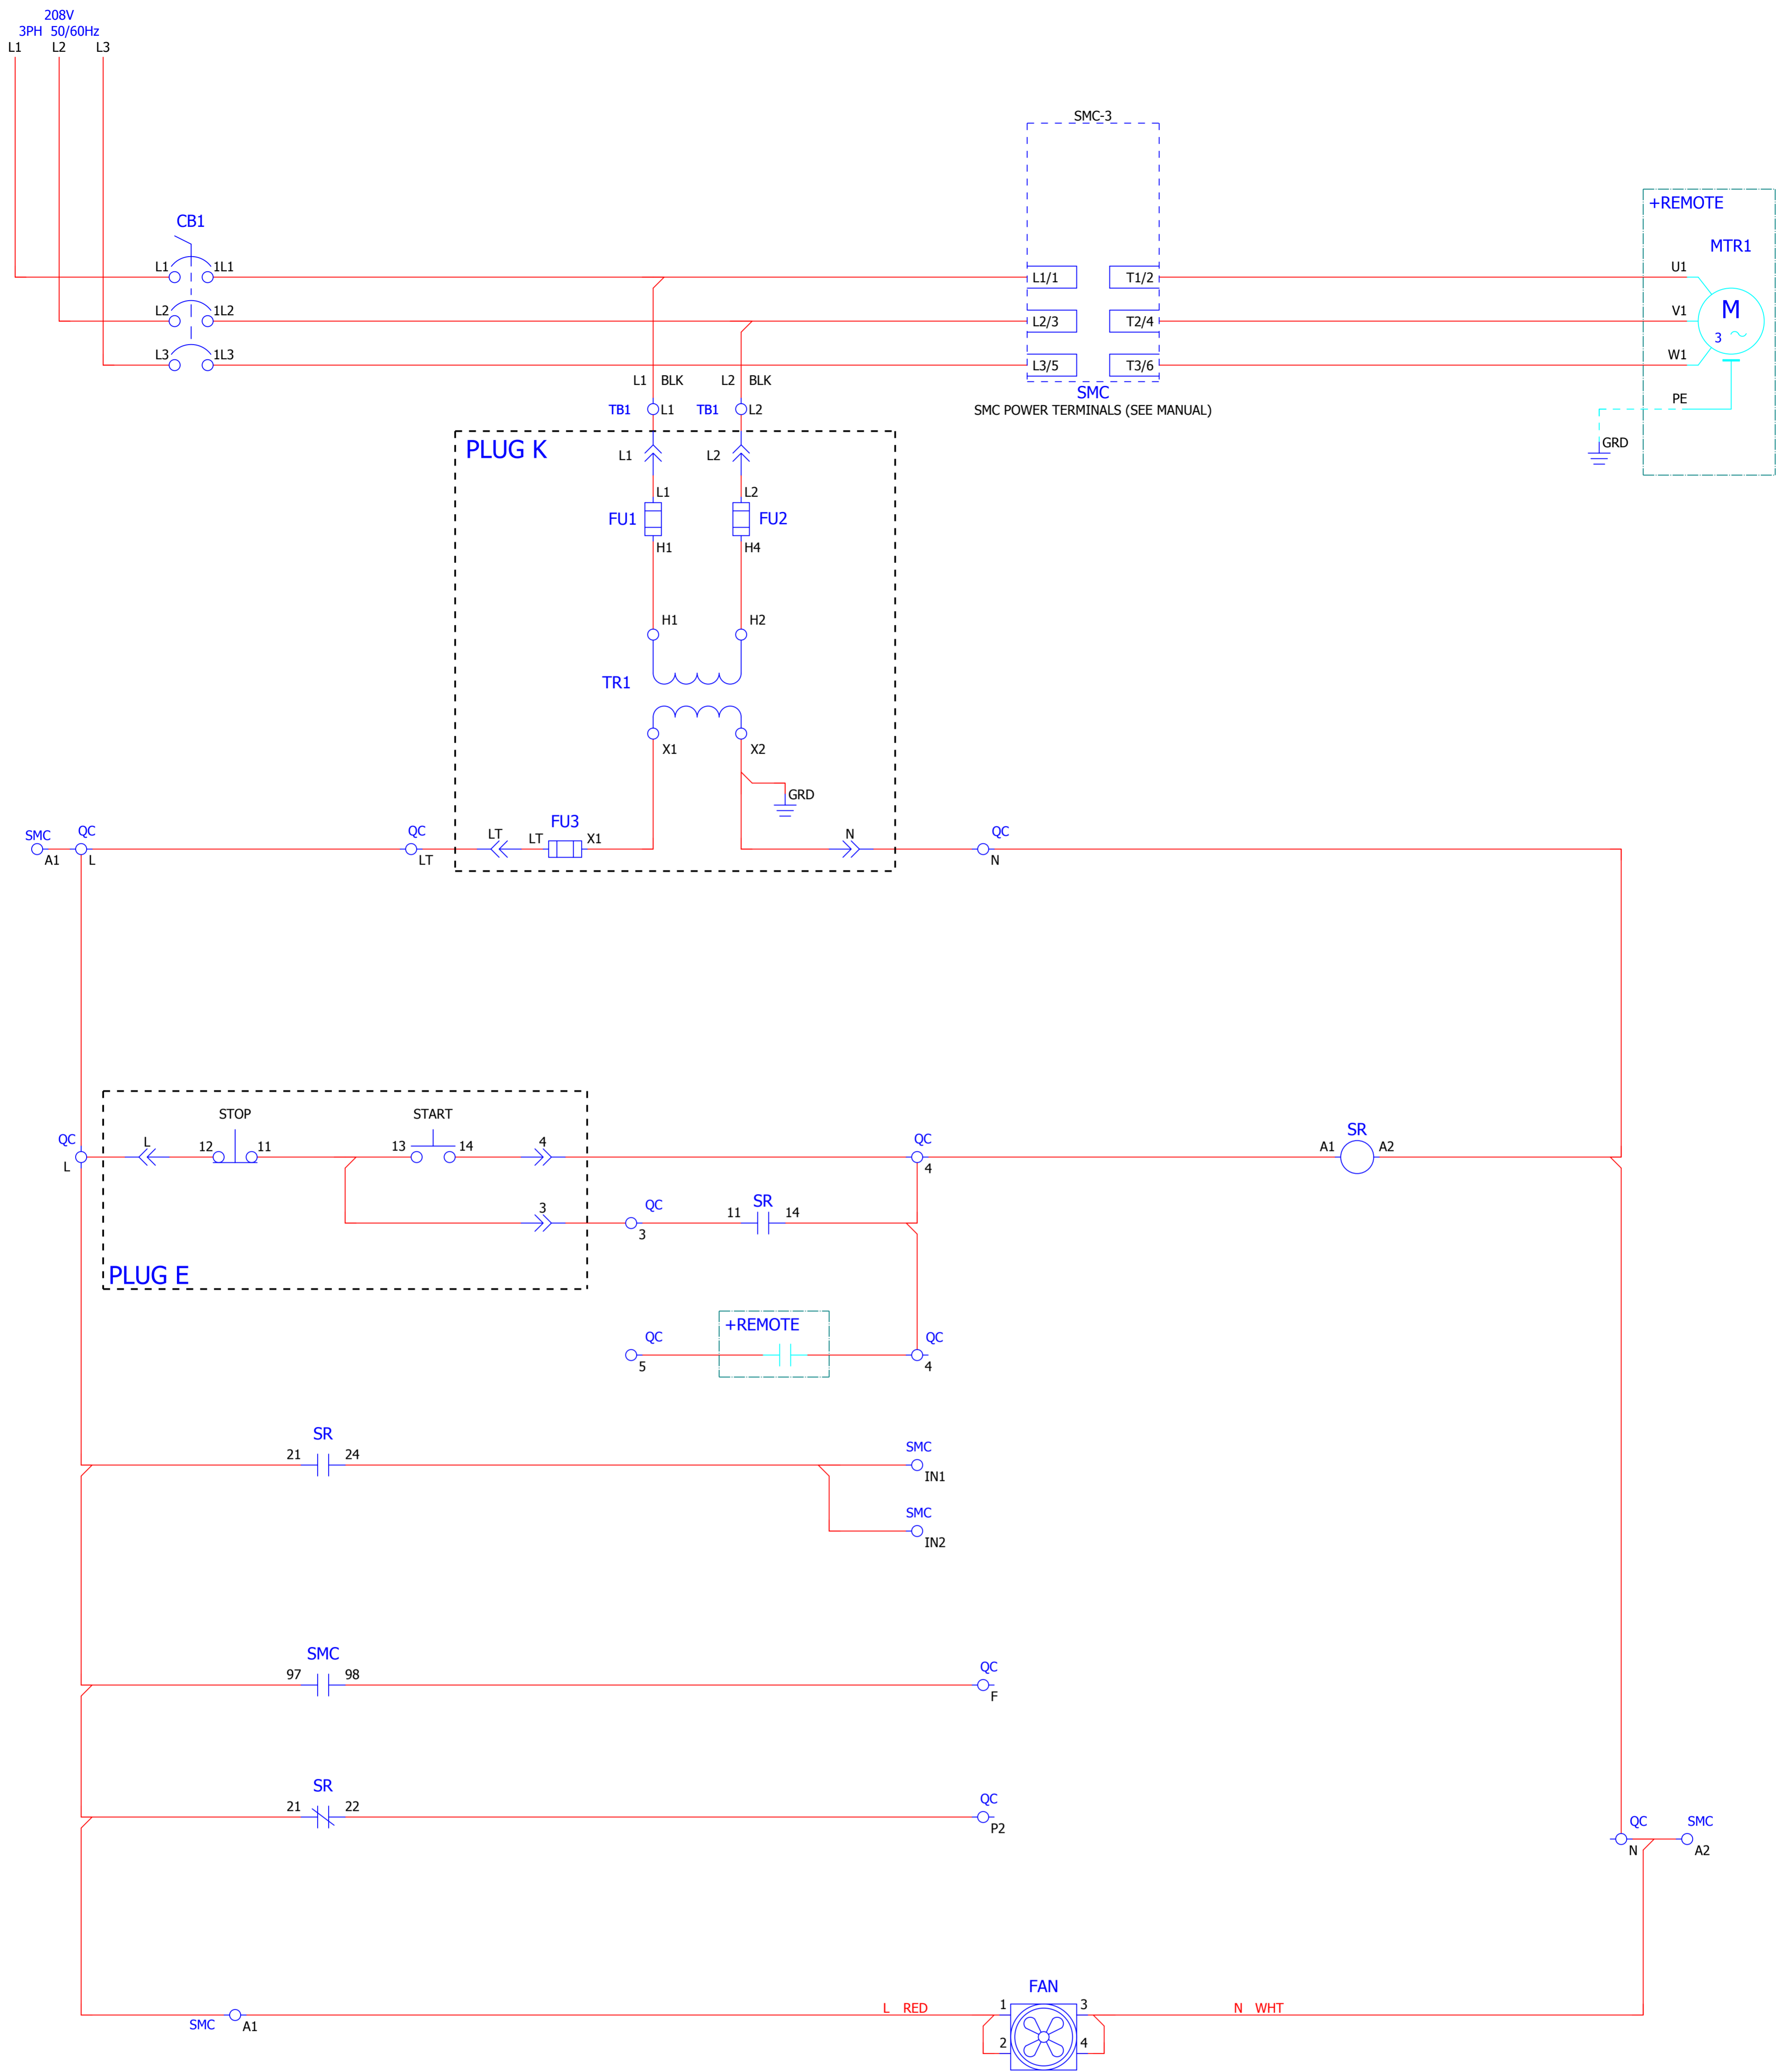 208V
3PH 50/60Hz
L1 L2 L3
SMC-3
+REMOTE
CB1
MTR1
L1 1L1 L1/1 T1/2 U1
L2 1L2 L2/3 T2/4 V1
M
3
L3 1L3 L3/5 T3/6 W1
L1 BLK L2 BLK
SMC
SMC POWER TERMINALS (SEE MANUAL)
PE
TB1 L1 TB1 L2
GRD
PLUG K
L1 L2
L1 L2
FU1 FU2
H1 H4
H1 H2
TR1
X1 X2
GRD
FU3
SMC QC QC LT LT X1 N QC
A1 L LT N
STOP START
QC L 12 11 13 14 4 QC SR
L 4 A1 A2
3 QC SR
3 11 14
PLUG E
+REMOTE
QC QC
5 4
SR
21 24 SMC
IN1
SMC
IN2
SMC
97 98 QC
F
SR
21 22 QC
P2
QC SMC
N A2
FAN
L RED 1 3 N WHT
SMC A1
2 4